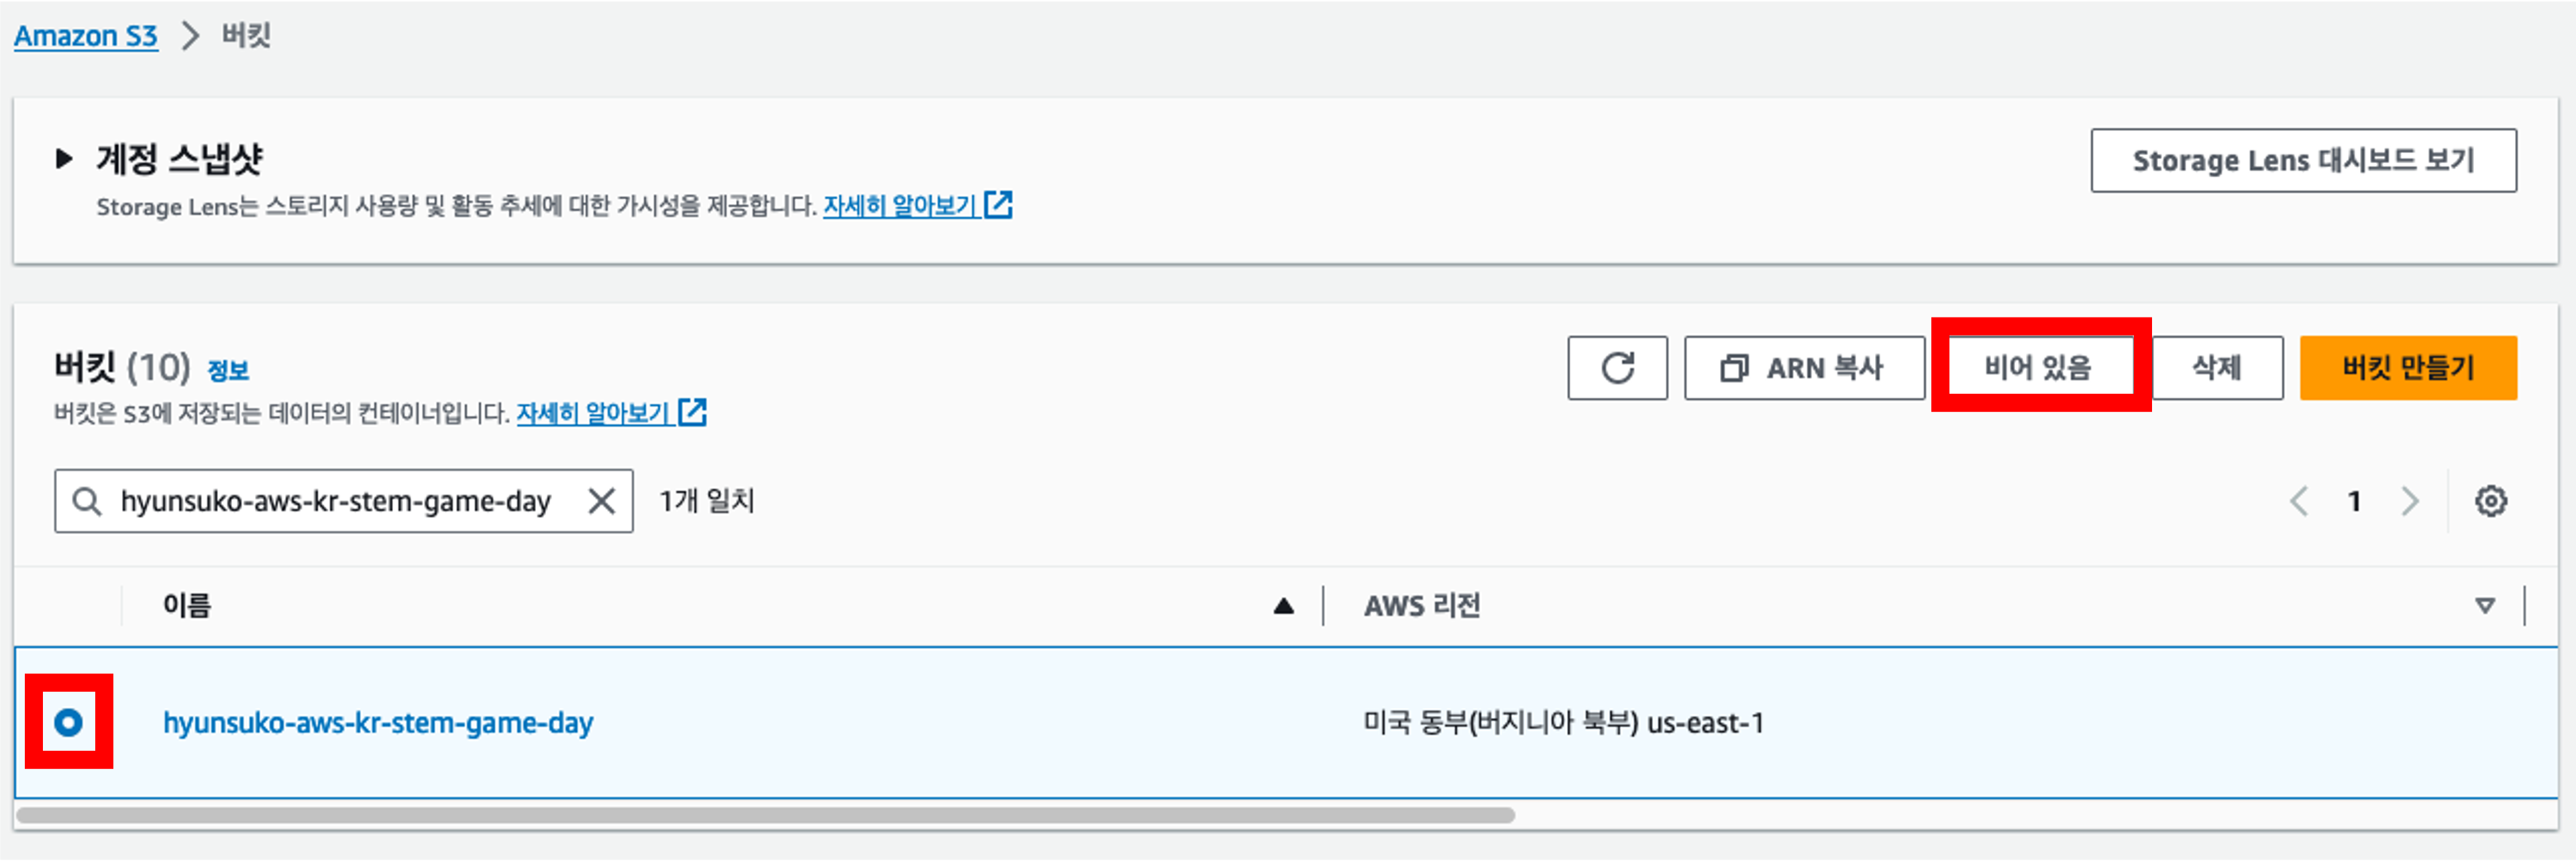 Amazon S3 > 버킷
계정 스냅샷
Storage Lens 대시보드 보기
Storage Lens는 스토리지 사용량 및 활동 추세에 대한 가시성을 제공합니다. 자세히 알아보기
버킷 (10) 정보
ARN 복사 비어 있음 삭제 버킷 만들기
버킷은 S3에 저장되는 데이터의 컨테이너입니다. 자세히 알아보기
hyunsuko-aws-kr-stem-game-day 1개 일치 1
이름 AWS 리전
hyunsuko-aws-kr-stem-game-day 미국 동부(버지니아 북부) us-east-1